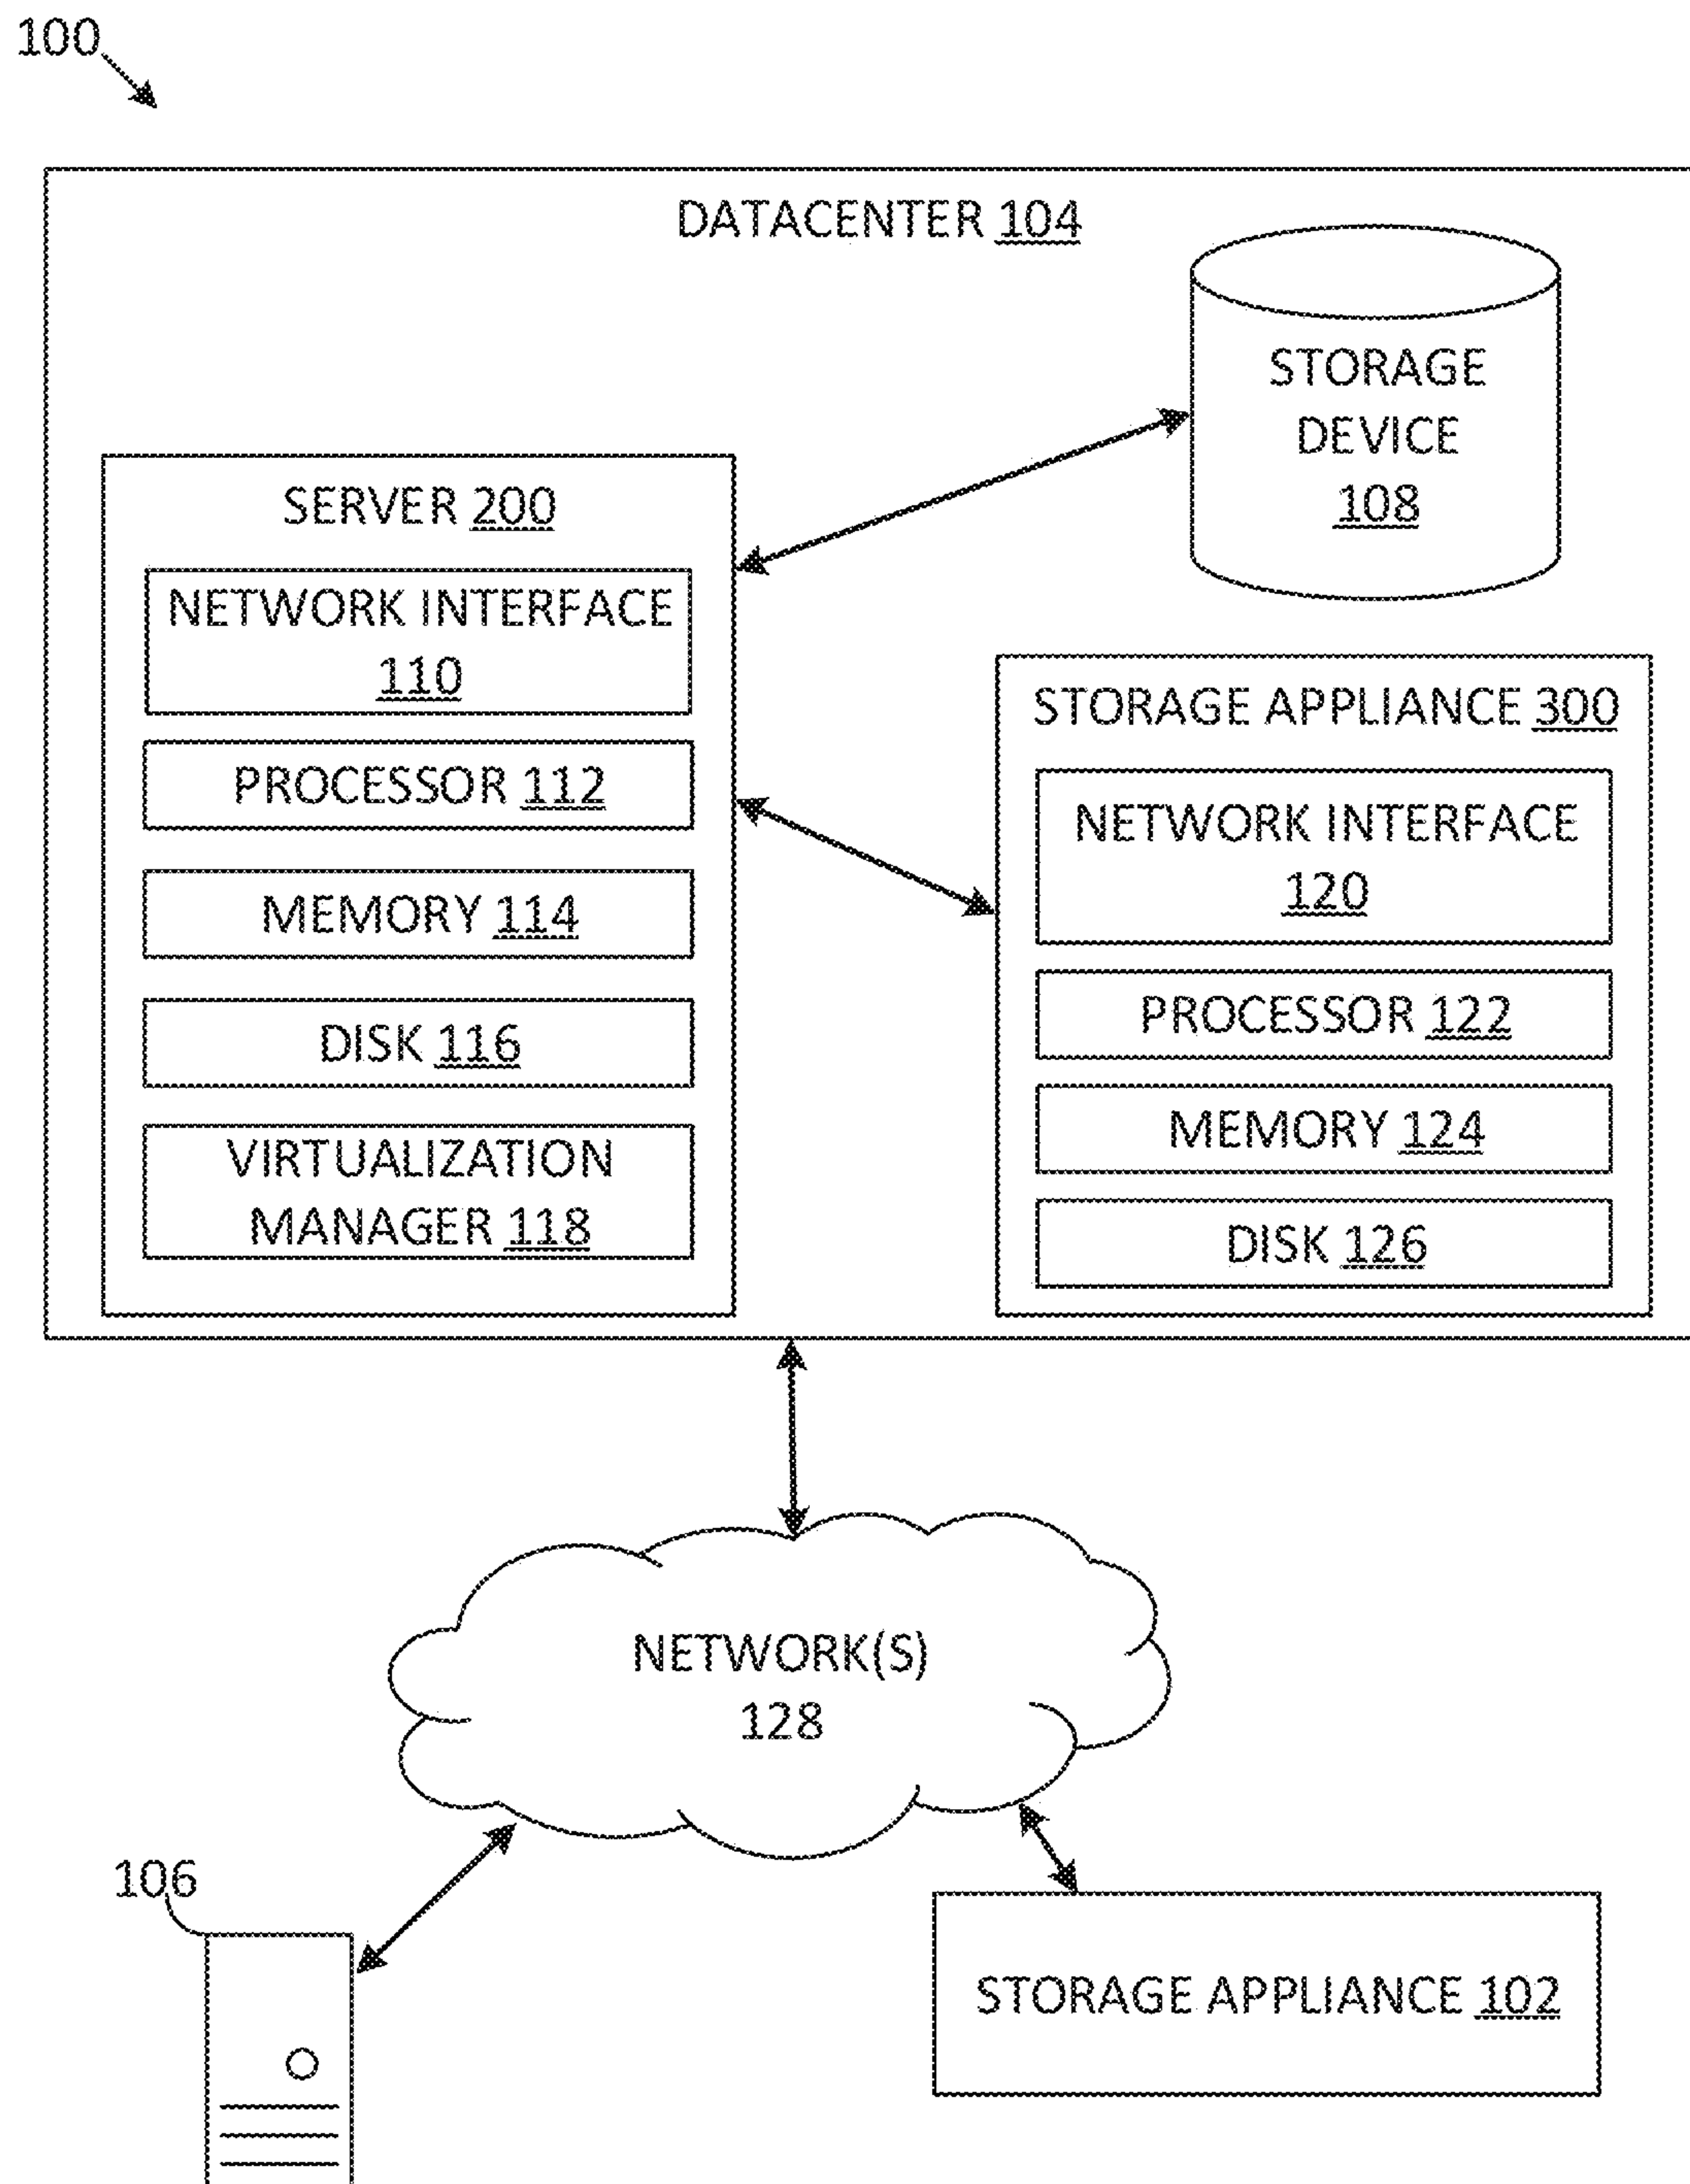 100
DATACENTER 104
STORAGE
DEVICE
108
SERVER 200
NETWORK INTERFACE
110
PROCESSOR 112
MEMORY 114
DISK 116
VIRTUALIZATION
MANAGER 118
STORAGE APPLIANCE 300
NETWORK INTERFACE
120
PROCESSOR 122
MEMORY 124
DISK 126
NETWORK(S)
128
106
STORAGE APPLIANCE 102